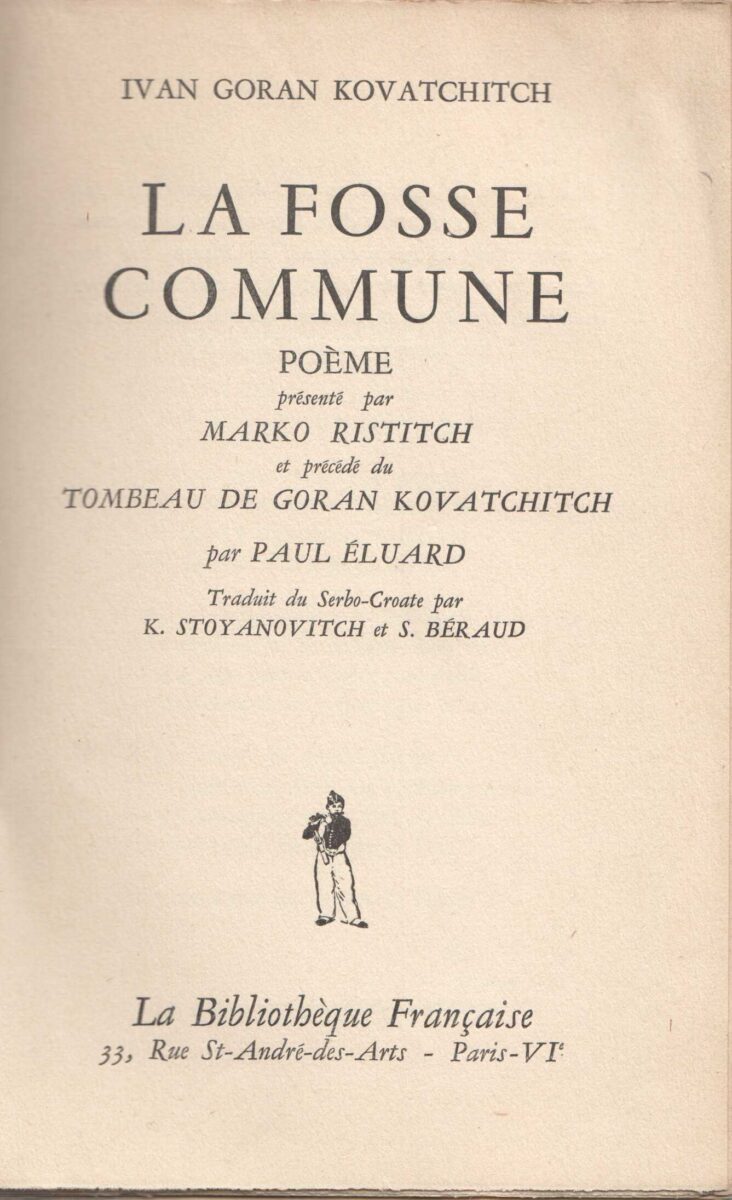 IVAN GORAN KOVATCHITCH
LA FOSSE
COMMUNE
POÈME
présenté par
MARKO RISTITCH
et précédé du
TOMBEAU DE GORAN KOVATCHITCH
par PAUL ÉLUARD
Traduit du Serbo-Croate par
K. STOYANOVITCH et S. BÉRAUD
La Bibliothèque Française
33, Rue St-André-des-Arts - Paris-VIᵉ